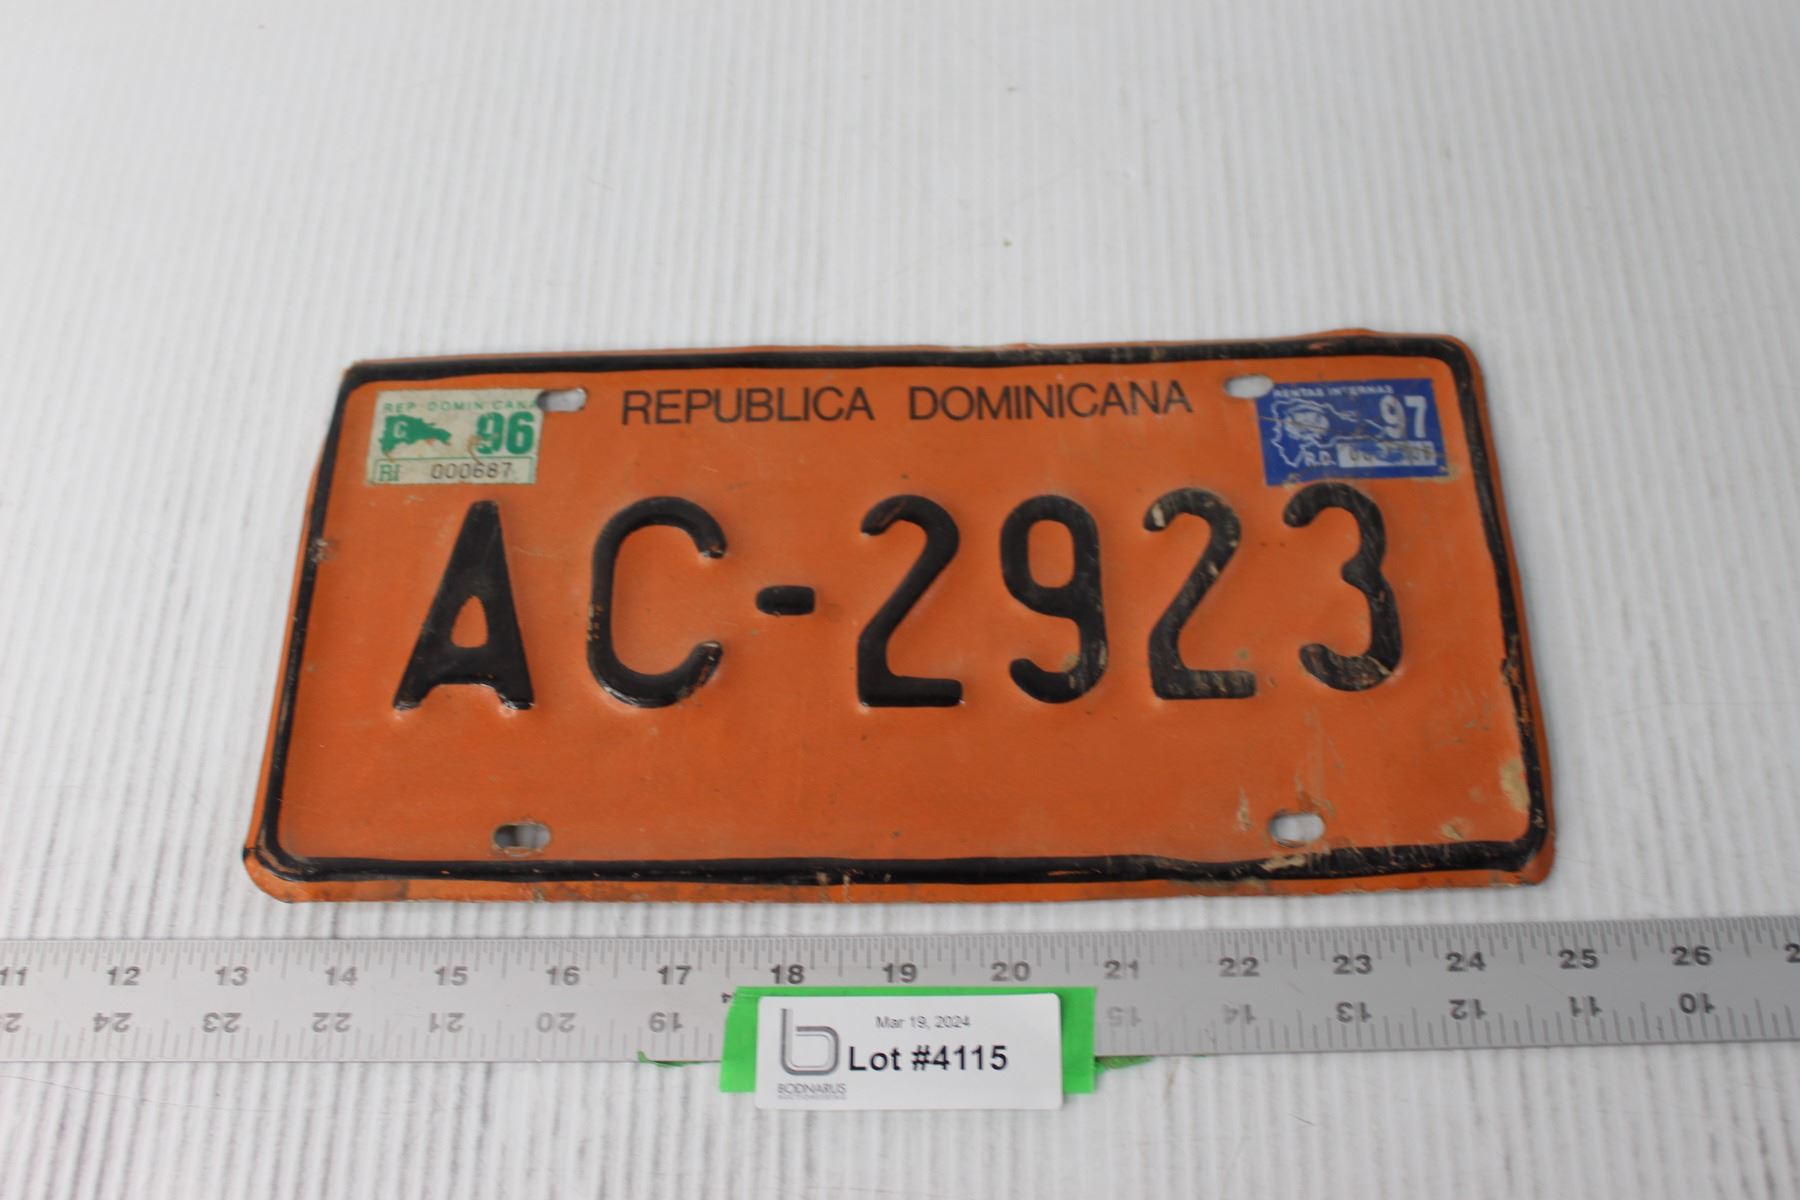 REPUBLICA DOMINICANA
REP. DOMINICANA
96
RI 000687
RENTAS INTERNAS
97
R.D.
AC-2923
11 12 13 14 15 16 17 18 19 20 21 22 23 24 25 26
24 23 22 21 20 19 15 14 13 12 11 10
Mar 19, 2024
Lot #4115
BODNARUS
AUCTIONEERING